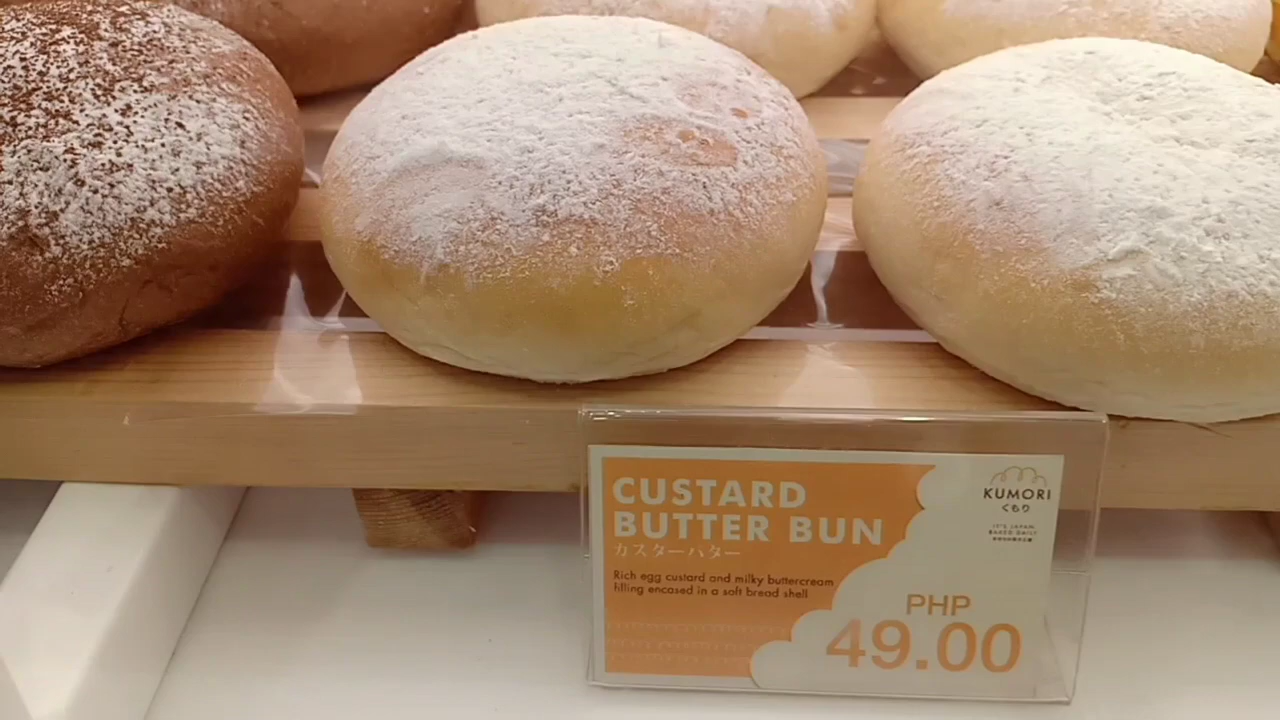 CUSTARD
BUTTER BUN
カスターバター
Rich egg custard and milky buttercream
filling encased in a soft bread shell
KUMORI
くもり
IT'S JAPAN,
BAKED DAILY
PHP
49.00